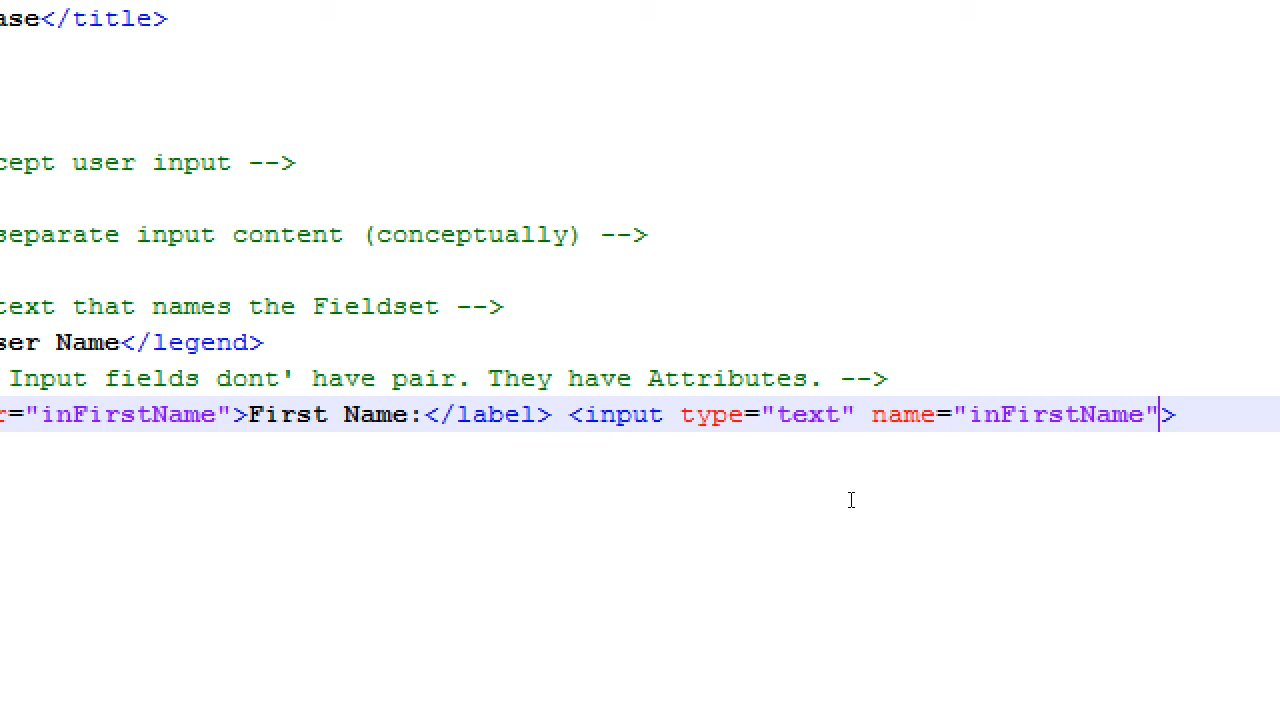 ase</title>
cept user input -->
separate input content (conceptually) -->
text that names the Fieldset -->
ser Name</legend>
Input fields dont' have pair. They have Attributes. -->
r="inFirstName">First Name:</label> <input type="text" name="inFirstName">